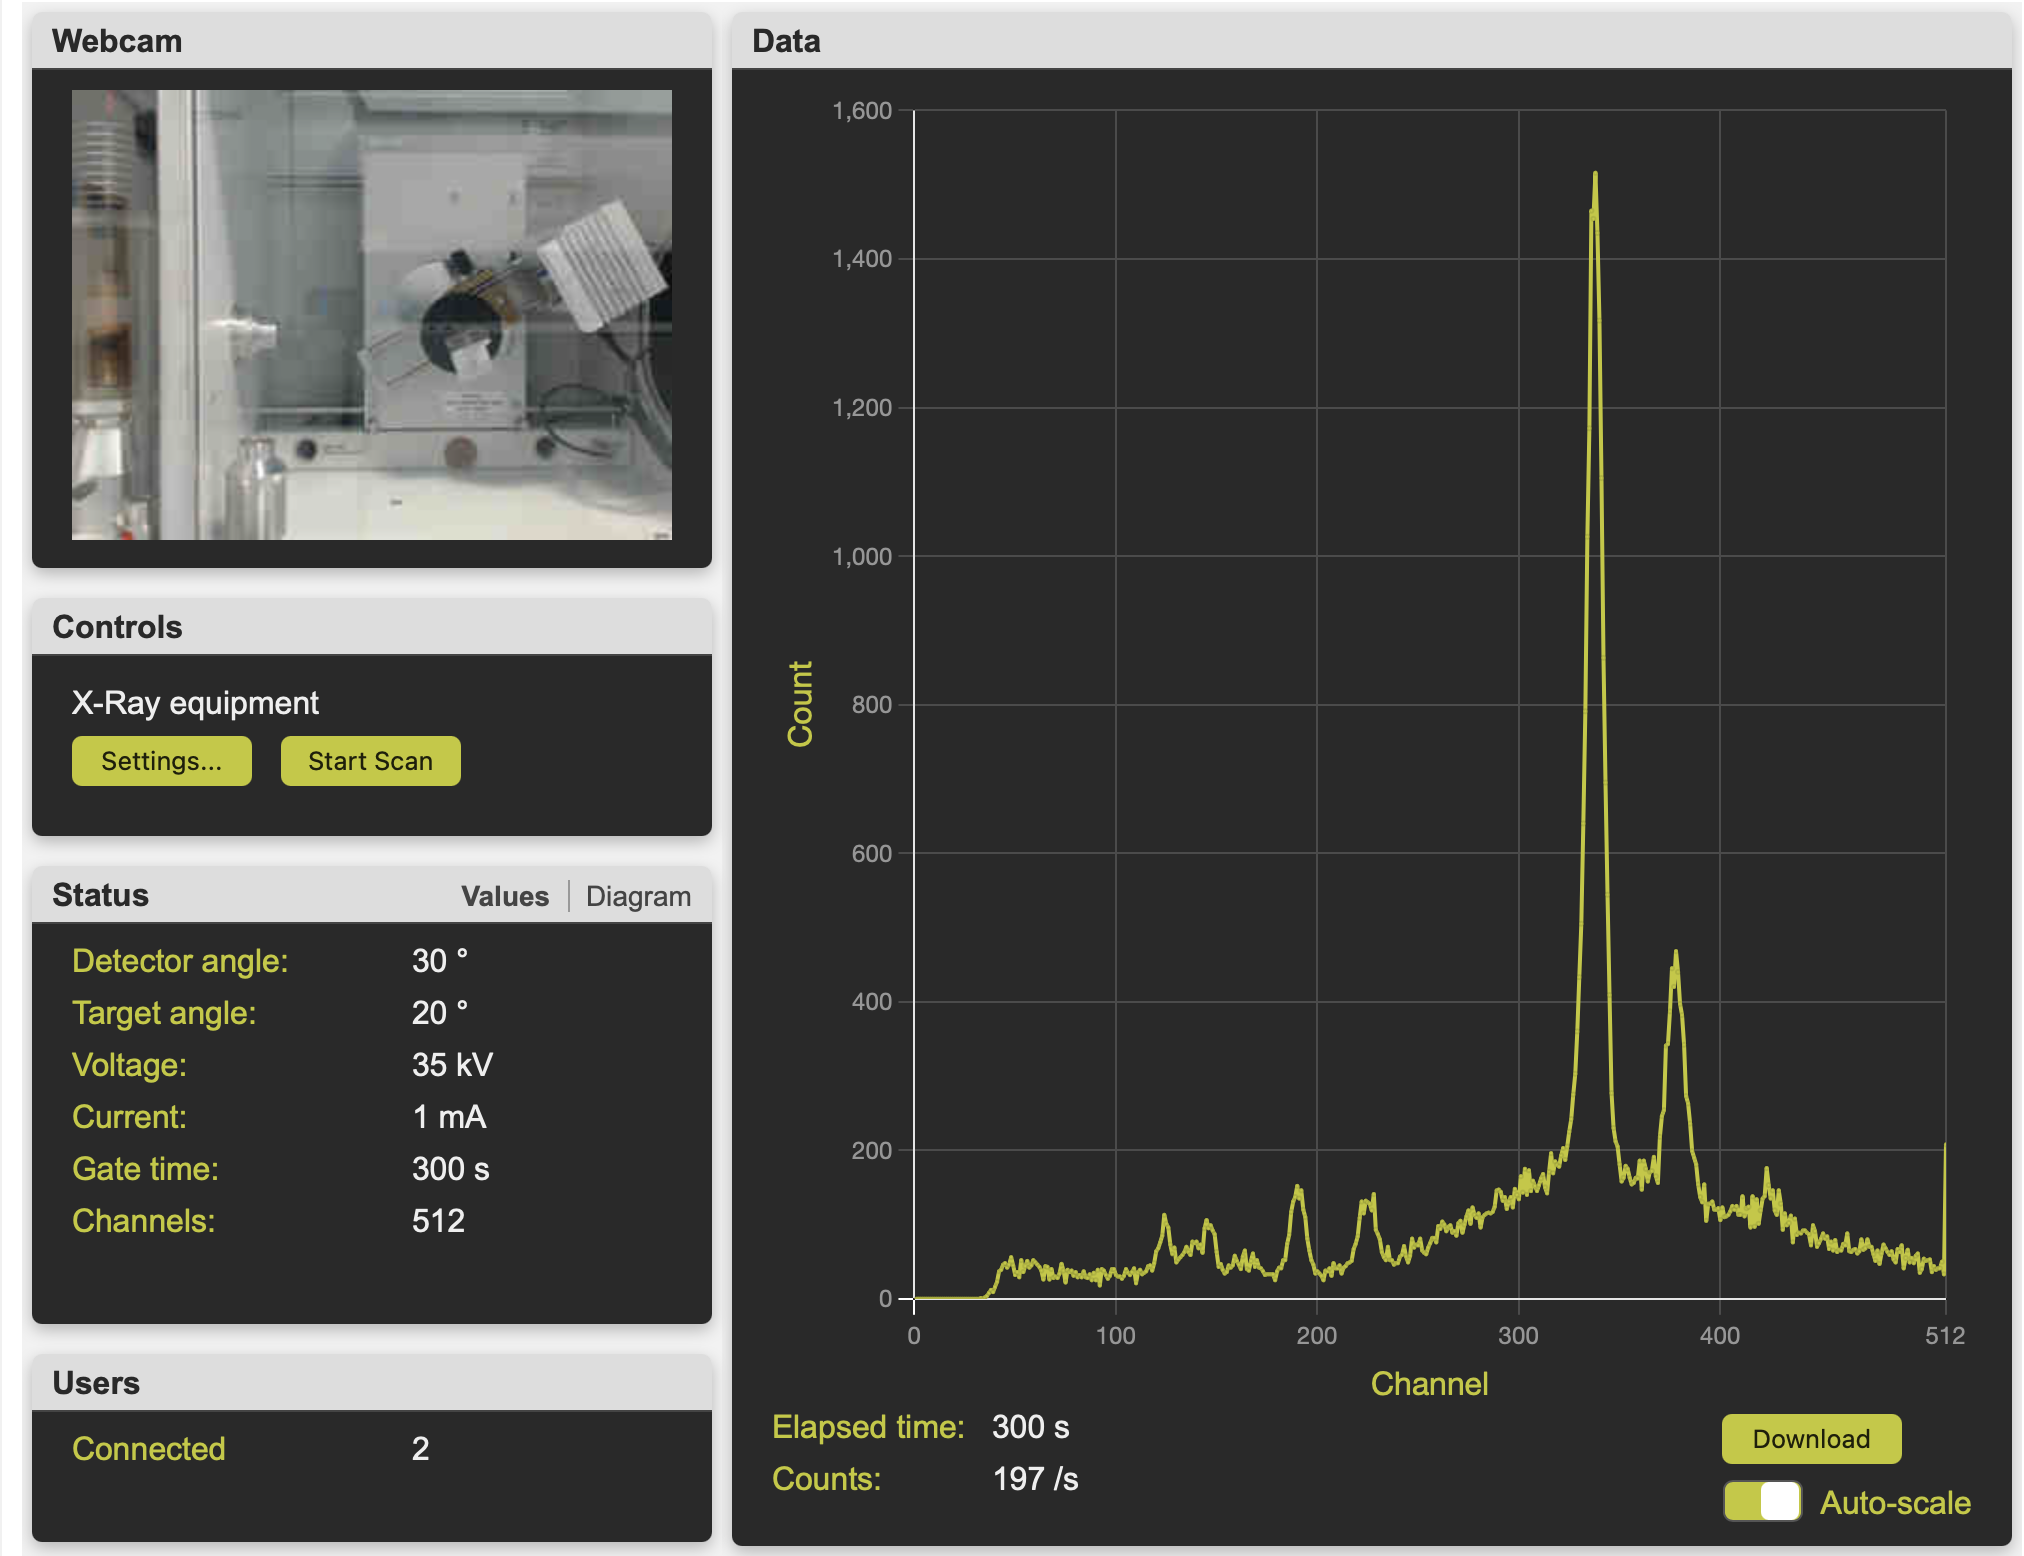 Webcam
Controls
X-Ray equipment
Settings...
Start Scan
Status
Values
Diagram
Detector angle: 30 °
Target angle: 20 °
Voltage: 35 kV
Current: 1 mA
Gate time: 300 s
Channels: 512
Users
Connected 2
Data
1,600
1,400
1,200
1,000
800
600
400
200
0
Count
0 100 200 300 400 512
Channel
Elapsed time: 300 s
Counts: 197 /s
Download
Auto-scale